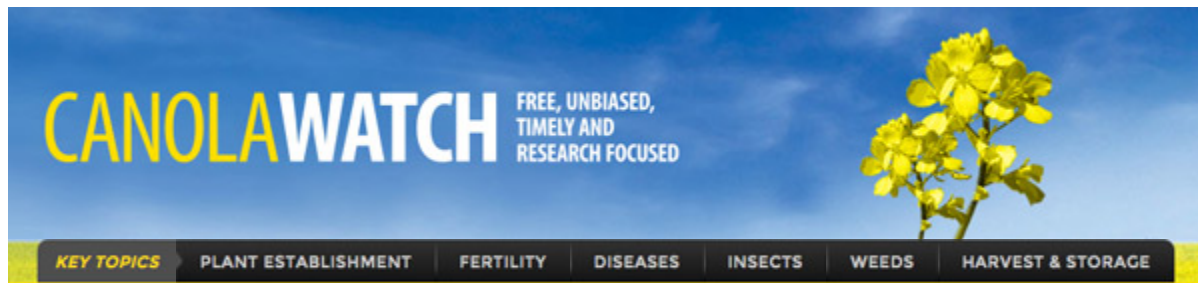 CANOLAWATCH
FREE, UNBIASED,
TIMELY AND
RESEARCH FOCUSED
KEY TOPICS PLANT ESTABLISHMENT FERTILITY DISEASES INSECTS WEEDS HARVEST & STORAGE